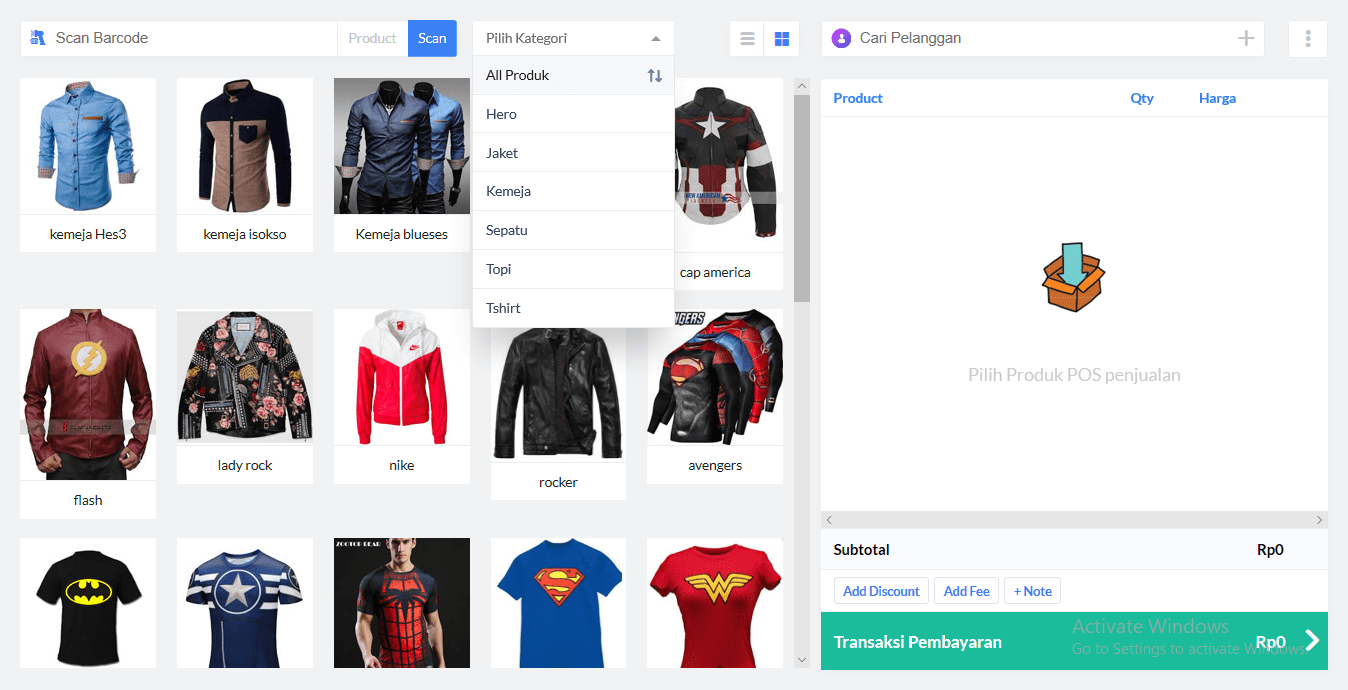 Scan Barcode
Product
Scan
Pilih Kategori
Cari Pelanggan
All Produk
Hero
Jaket
Kemeja
Sepatu
Topi
Tshirt
kemeja Hes3
kemeja isokso
Kemeja blueses
cap america
flash
lady rock
nike
rocker
avengers
ZOOTOP BEAR
Product
Qty
Harga
Pilih Produk POS penjualan
Subtotal
Rp0
Add Discount
Add Fee
+ Note
Transaksi Pembayaran
Rp0
Activate Windows
Go to Settings to activate Windows.